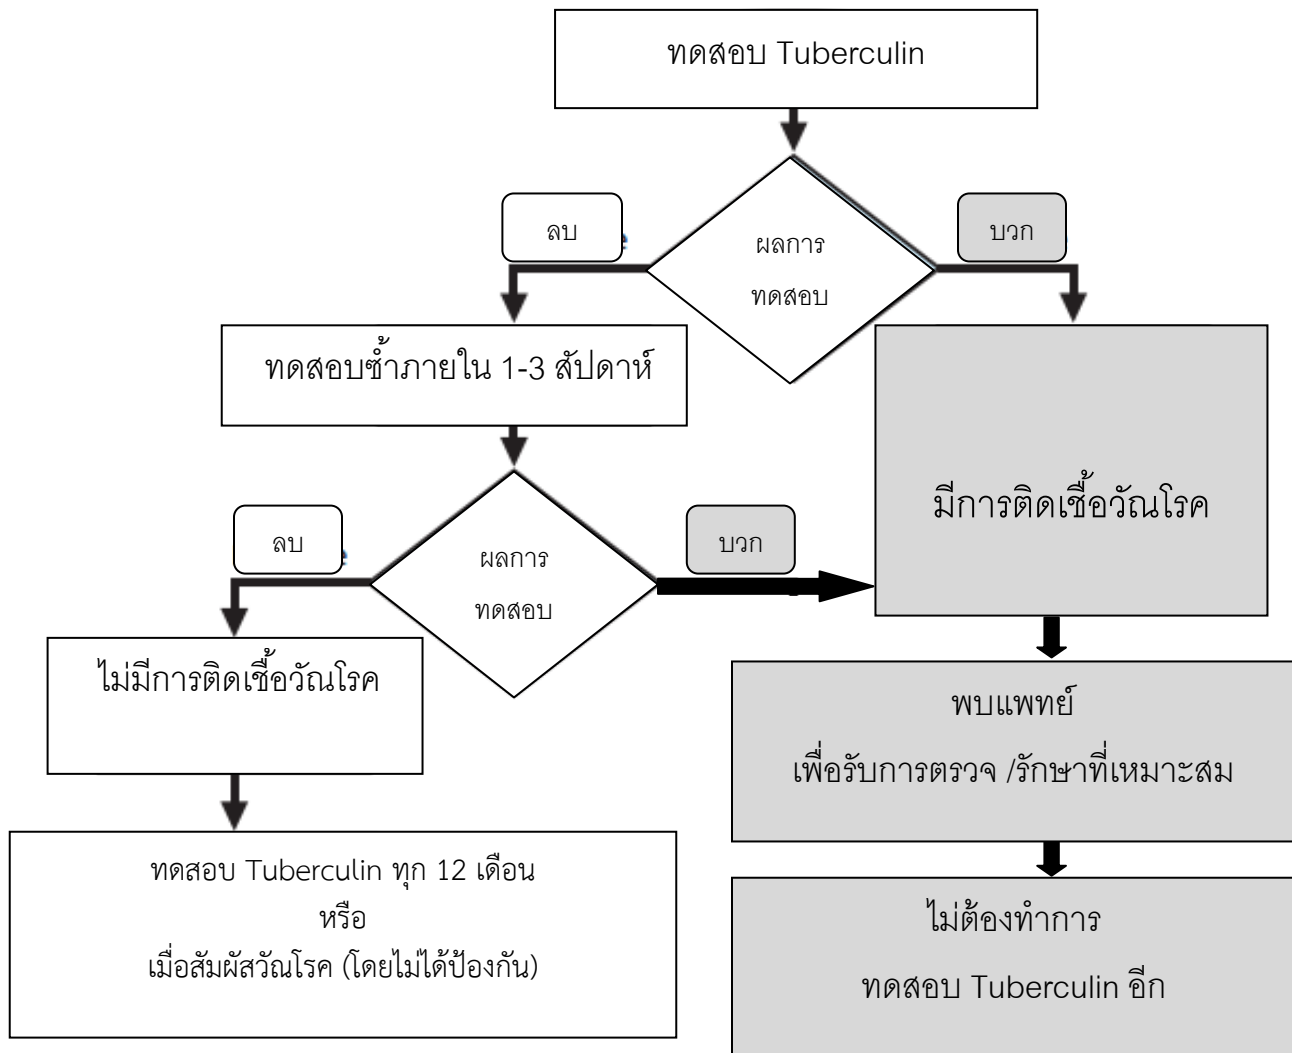 ทดสอบ Tuberculin
ลบ
ผลการ
ทดสอบ
บวก
ทดสอบซ้ำภายใน 1-3 สัปดาห์
มีการติดเชื้อวัณโรค
ลบ
ผลการ
ทดสอบ
บวก
ไม่มีการติดเชื้อวัณโรค
พบแพทย์
เพื่อรับการตรวจ /รักษาที่เหมาะสม
ทดสอบ Tuberculin ทุก 12 เดือน
หรือ
เมื่อสัมผัสวัณโรค (โดยไม่ได้ป้องกัน)
ไม่ต้องทำการ
ทดสอบ Tuberculin อีก